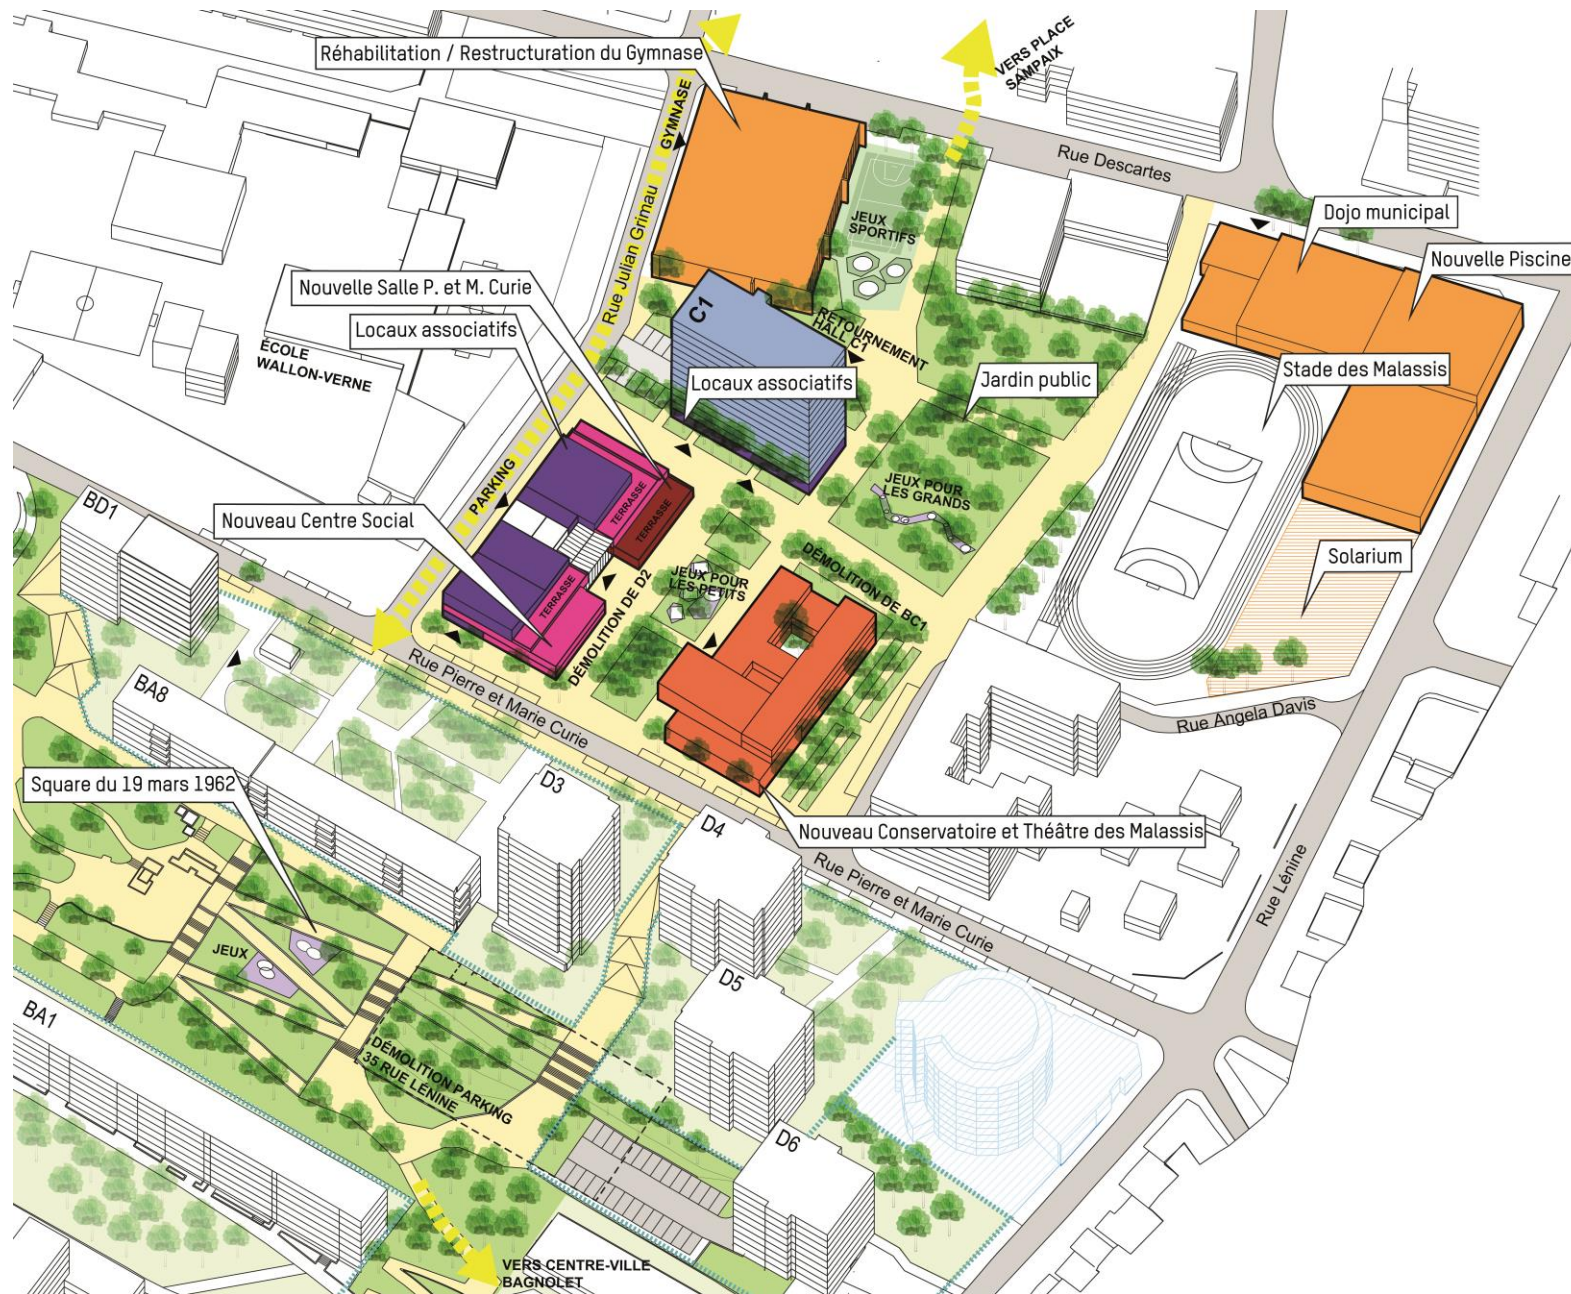 VERS PLACE
SAMPAIX
Réhabilitation / Restructuration du Gymnase
GYMNASE
Rue Descartes
Rue Julian Grimau
JEUX
SPORTIFS
Dojo municipal
Nouvelle Piscine
Nouvelle Salle P. et M. Curie
C1
RETOURNEMENT
HALL C1
Locaux associatifs
ÉCOLE
WALLON-VERNE
Locaux associatifs
Jardin public
Stade des Malassis
PARKING
TERRASSE
TERRASSE
JEUX POUR
LES GRANDS
BD1
Nouveau Centre Social
DÉMOLITION DE BC1
Solarium
TERRASSE
DÉMOLITION DE D2
JEUX POUR
LES PETITS
Rue Pierre et Marie Curie
BA8
Rue Angela Davis
Square du 19 mars 1962
D3
D4
Nouveau Conservatoire et Théâtre des Malassis
Rue Pierre et Marie Curie
Rue Lénine
JEUX
D5
BA1
DÉMOLITION PARKING
35 RUE LÉNINE
D6
VERS CENTRE-VILLE
BAGNOLET